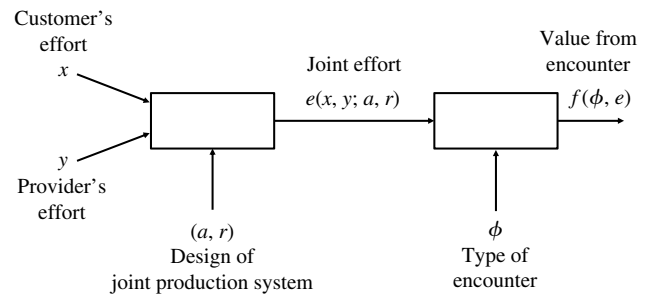 Customer's
effort
x
y
Provider's
effort
(a, r)
Design of
joint production system
Joint effort
e(x, y; a, r)
ϕ
Type of
encounter
Value from
encounter
f(ϕ, e)